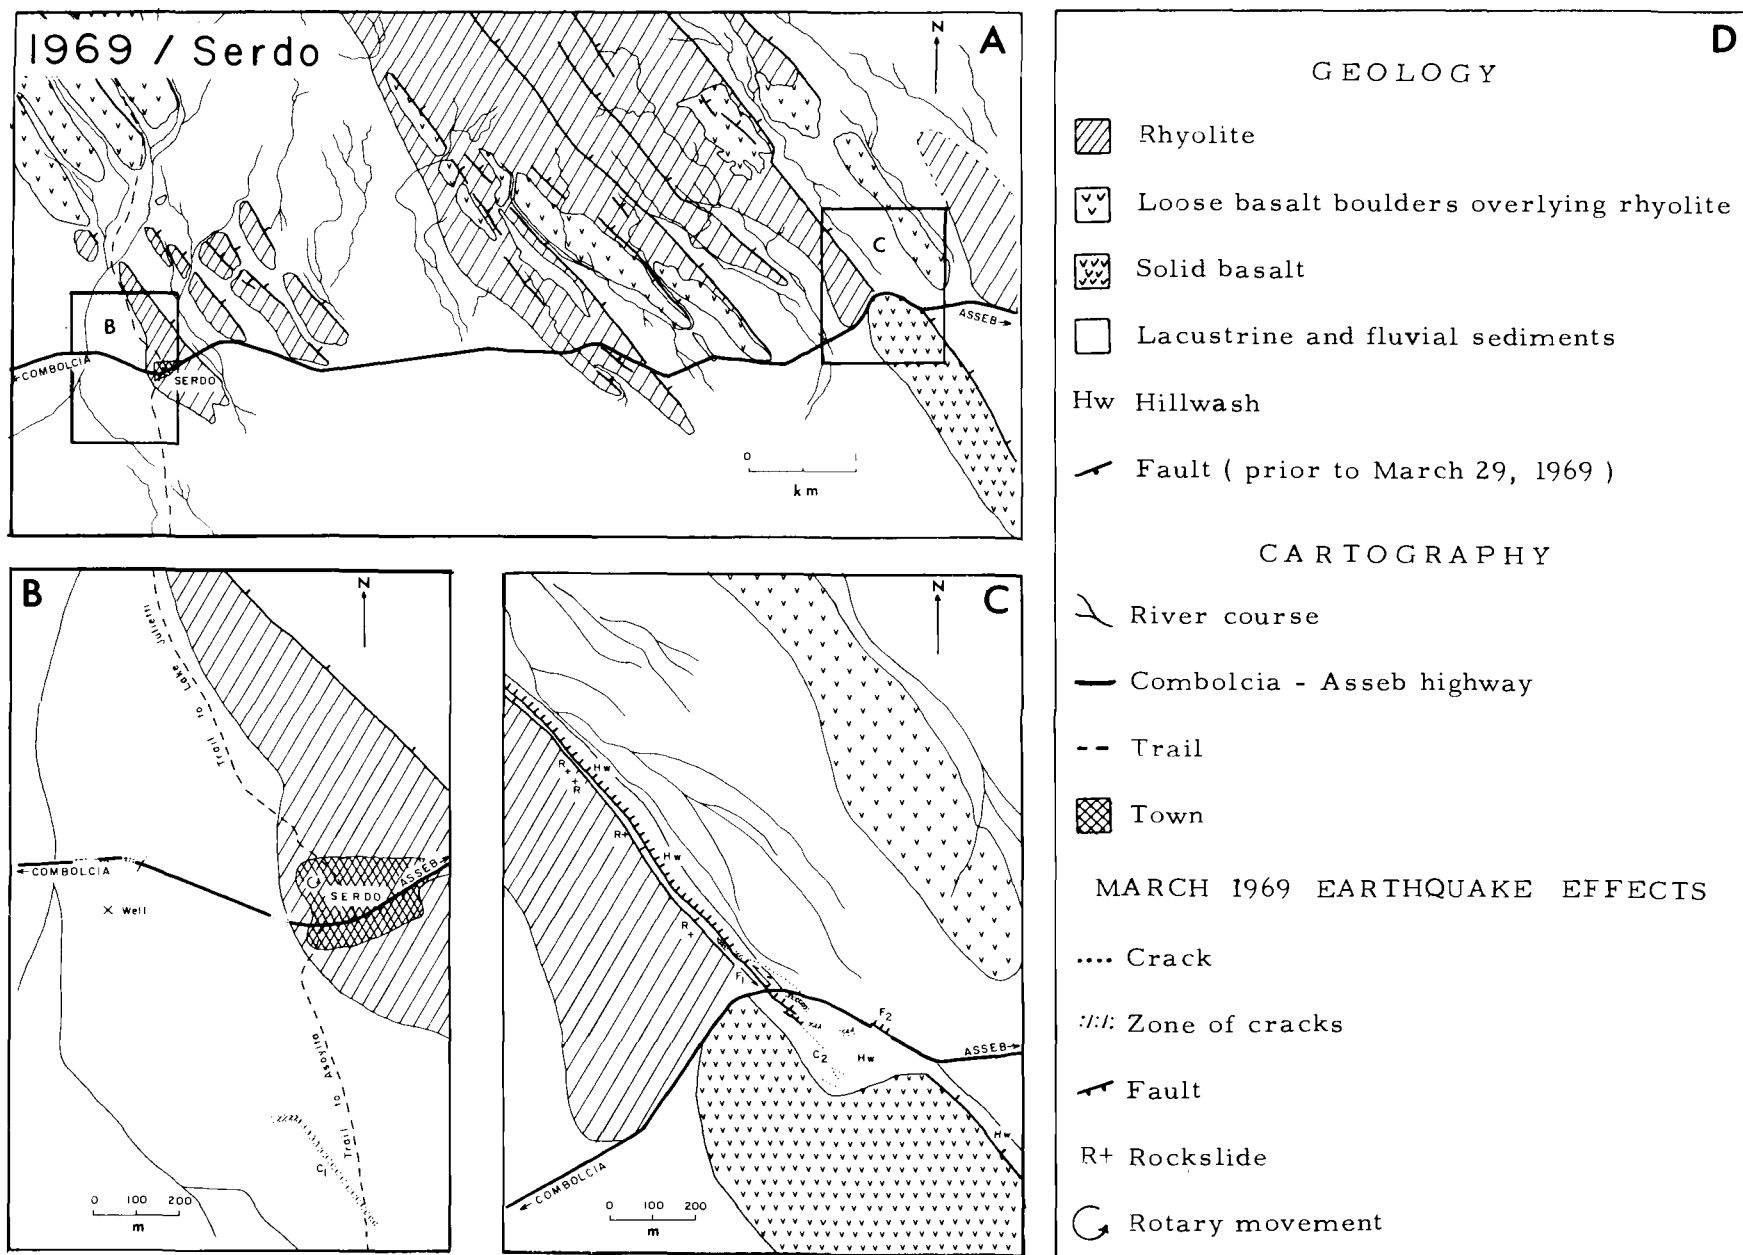 1969 / Serdo
A
N
B
C
← COMBOLCIA
SERDO
ASSEB →
0 1
km
B
N
Trail to Lake Julietti
← COMBOLCIA
ASSEB →
SERDO
× Well
Trail to Asayita
C1
0 100 200
m
C
N
R+
+R
Hw
R+
Hw
R+
F1
F2
C2
Hw
ASSEB →
Hw
← COMBOLCIA
0 100 200
m
D
GEOLOGY
Rhyolite
Loose basalt boulders overlying rhyolite
Solid basalt
Lacustrine and fluvial sediments
Hw Hillwash
Fault ( prior to March 29, 1969 )
CARTOGRAPHY
River course
Combolcia - Asseb highway
Trail
Town
MARCH 1969 EARTHQUAKE EFFECTS
Crack
Zone of cracks
Fault
R+ Rockslide
Rotary movement